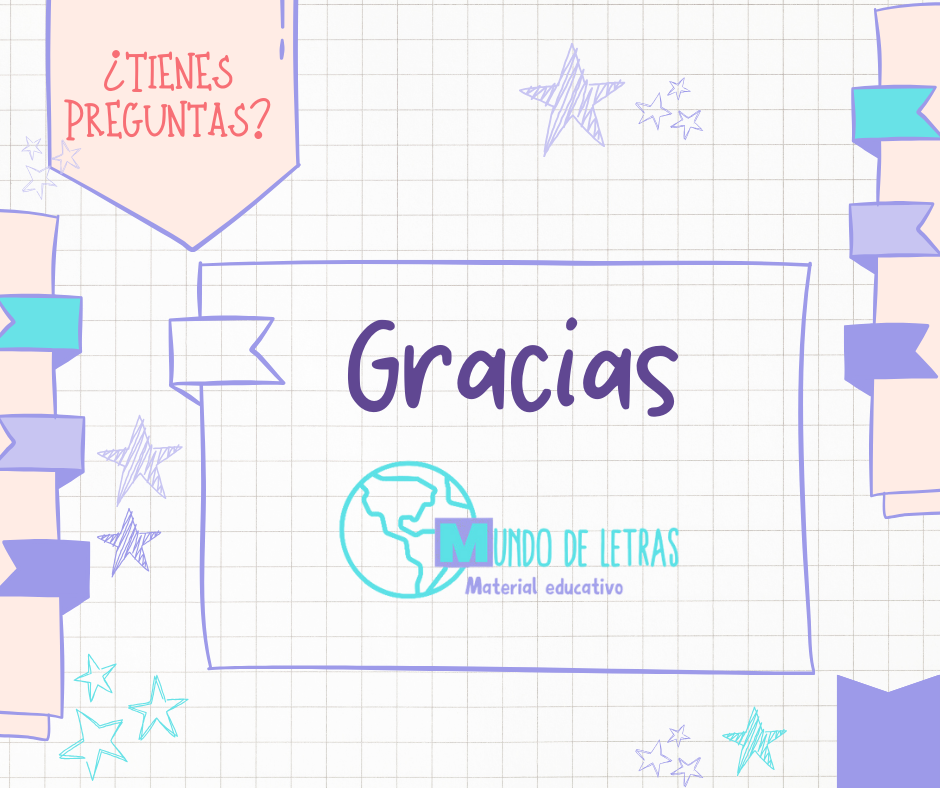 ¿TIENES
PREGUNTAS?
Gracias
MUNDO DE LETRAS
Material educativo